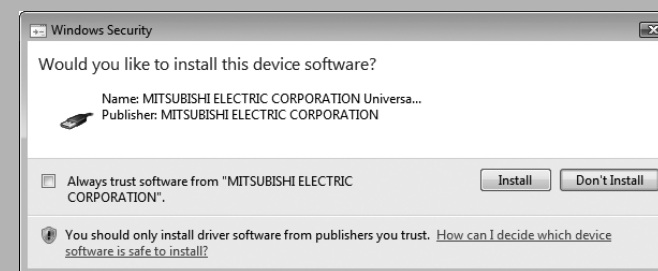 Windows Security
Would you like to install this device software?
Name: MITSUBISHI ELECTRIC CORPORATION Universa...
Publisher: MITSUBISHI ELECTRIC CORPORATION
Always trust software from "MITSUBISHI ELECTRIC
CORPORATION".
Install
Don't Install
You should only install driver software from publishers you trust. How can I decide which device
software is safe to install?